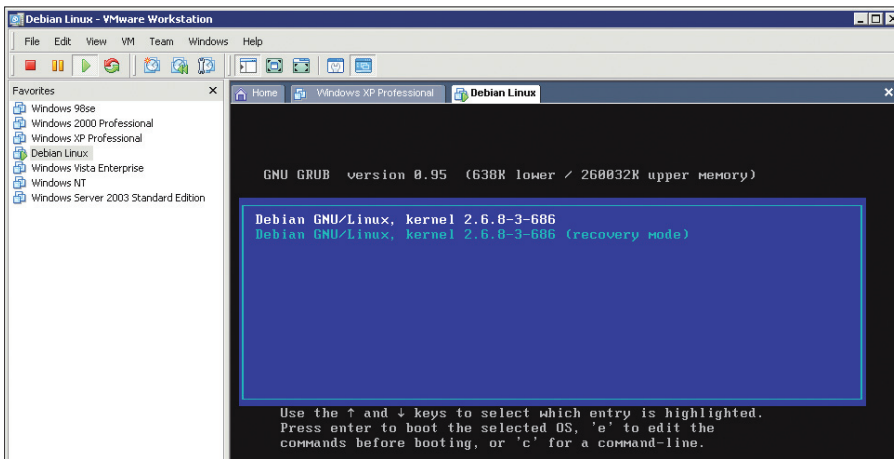 Debian Linux - VMware Workstation
File Edit View VM Team Windows Help
Favorites
Windows 98se
Windows 2000 Professional
Windows XP Professional
Debian Linux
Windows Vista Enterprise
Windows NT
Windows Server 2003 Standard Edition
Home Windows XP Professional Debian Linux
GNU GRUB version 0.95 (638K lower / 260032K upper memory)
Debian GNU/Linux, kernel 2.6.8-3-686
Debian GNU/Linux, kernel 2.6.8-3-686 (recovery mode)
Use the ↑ and ↓ keys to select which entry is highlighted.
Press enter to boot the selected OS, 'e' to edit the
commands before booting, or 'c' for a command-line.